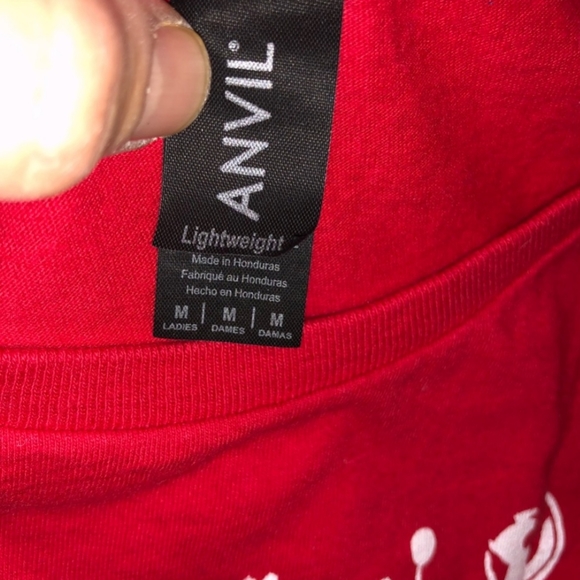 ANVIL®
Lightweight
Made in Honduras
Fabriqué au Honduras
Hecho en Honduras
M | M | M
LADIES | DAMES | DAMAS